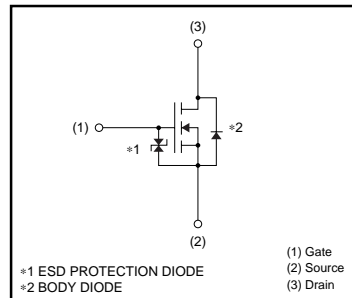 (3)
(1)
∗2
∗1
(2)
∗1 ESD PROTECTION DIODE
∗2 BODY DIODE
(1) Gate
(2) Source
(3) Drain